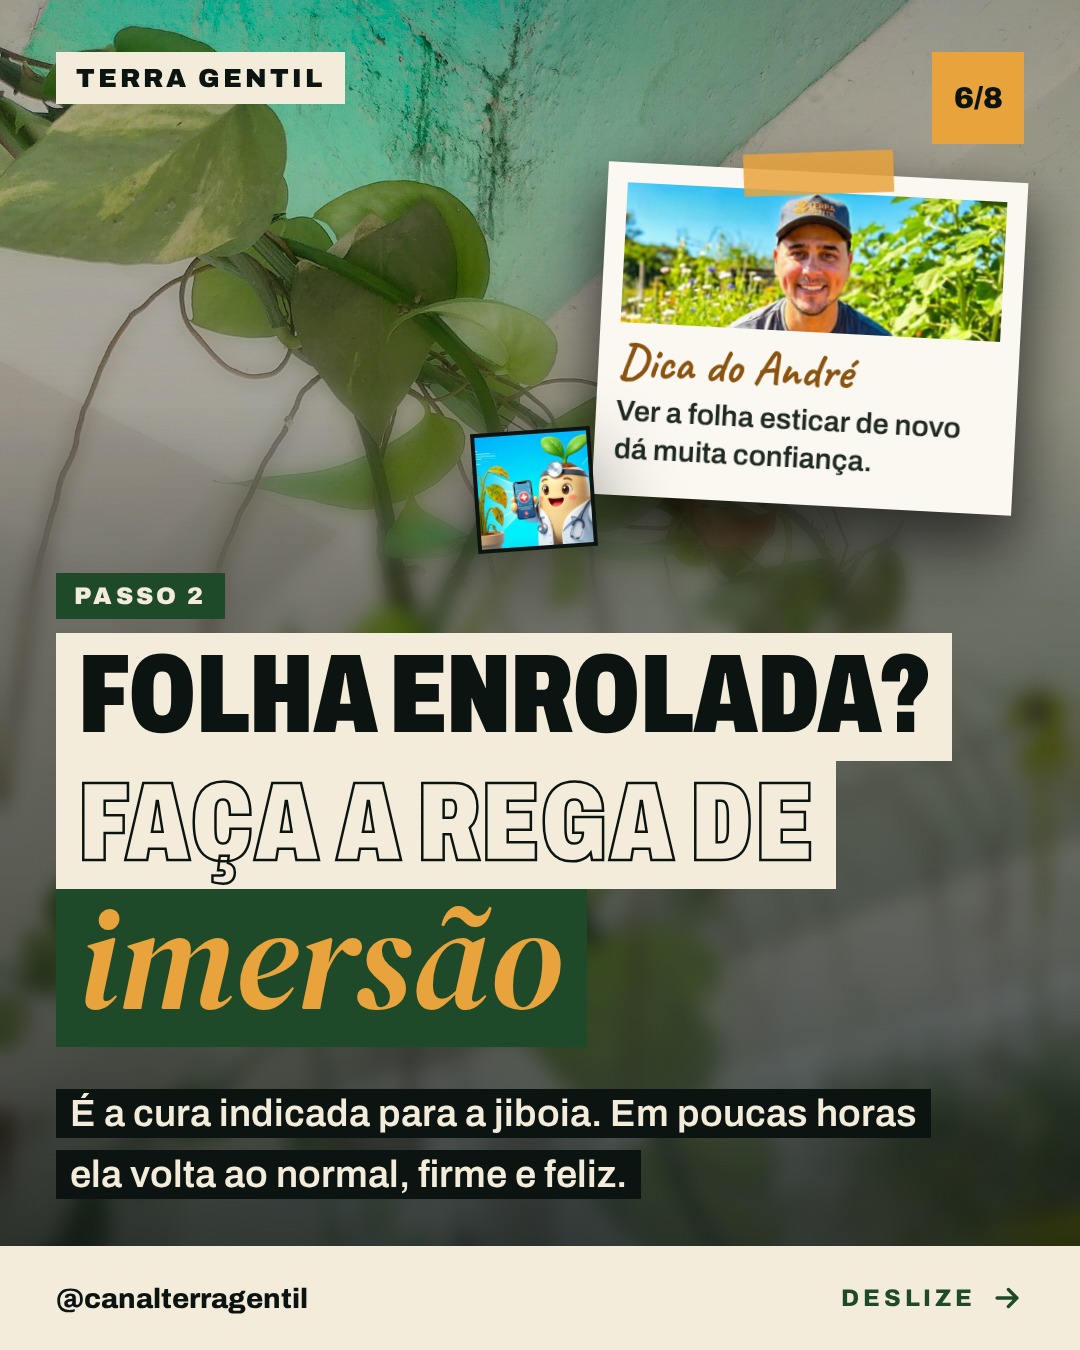 TERRA GENTIL
6/8
Dica do André
Ver a folha esticar de novo
dá muita confiança.
PASSO 2
FOLHA ENROLADA?
FAÇA A REGA DE
imersão
É a cura indicada para a jiboia. Em poucas horas
ela volta ao normal, firme e feliz.
@canalterragentil
DESLIZE →